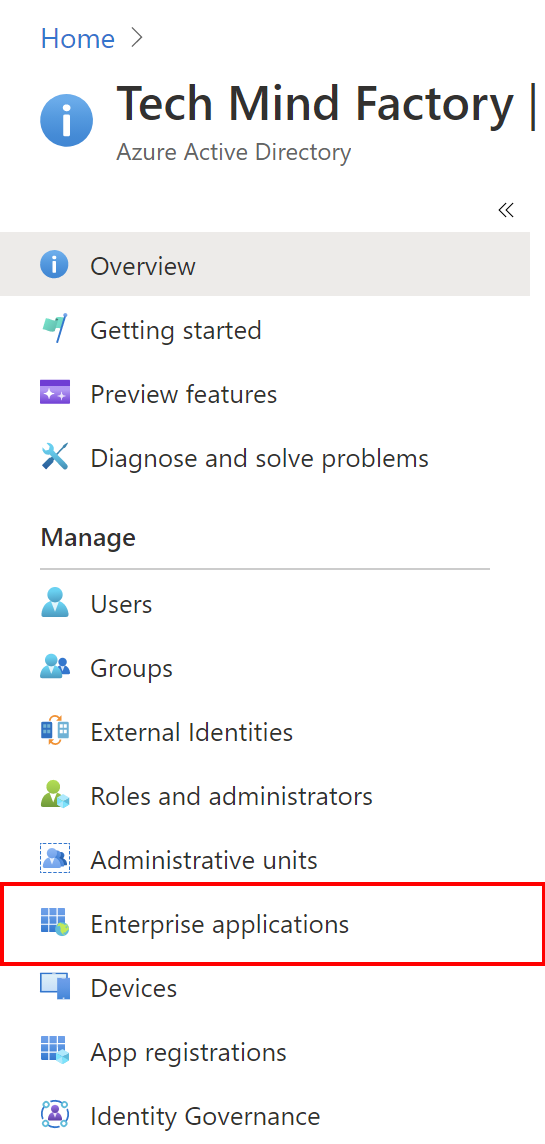 Home
Tech Mind Factory |
Azure Active Directory
Overview
Getting started
Preview features
Diagnose and solve problems
Manage
Users
Groups
External Identities
Roles and administrators
Administrative units
Enterprise applications
Devices
App registrations
Identity Governance